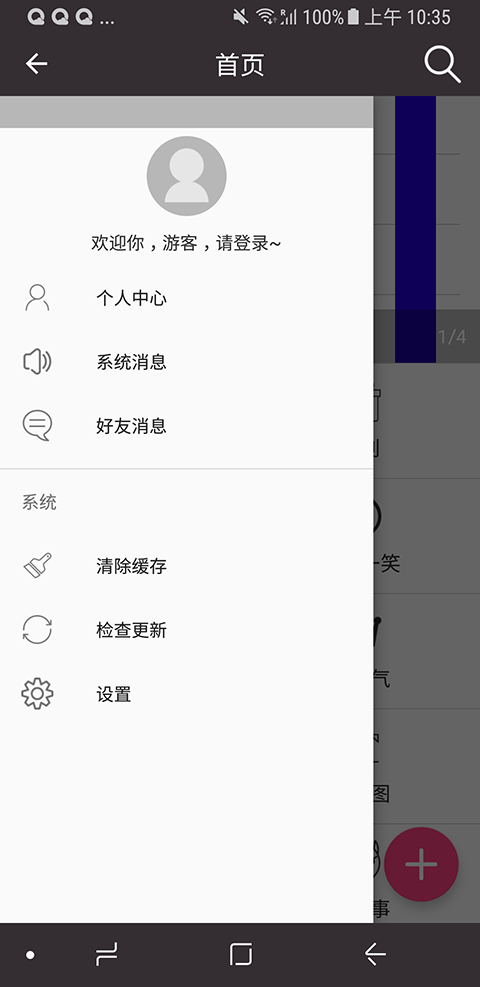 ... 100% 上午 10:35
首页
欢迎你，游客，请登录~
个人中心
系统消息
好友消息
系统
清除缓存
检查更新
设置
1/4
一笑
气
图
事